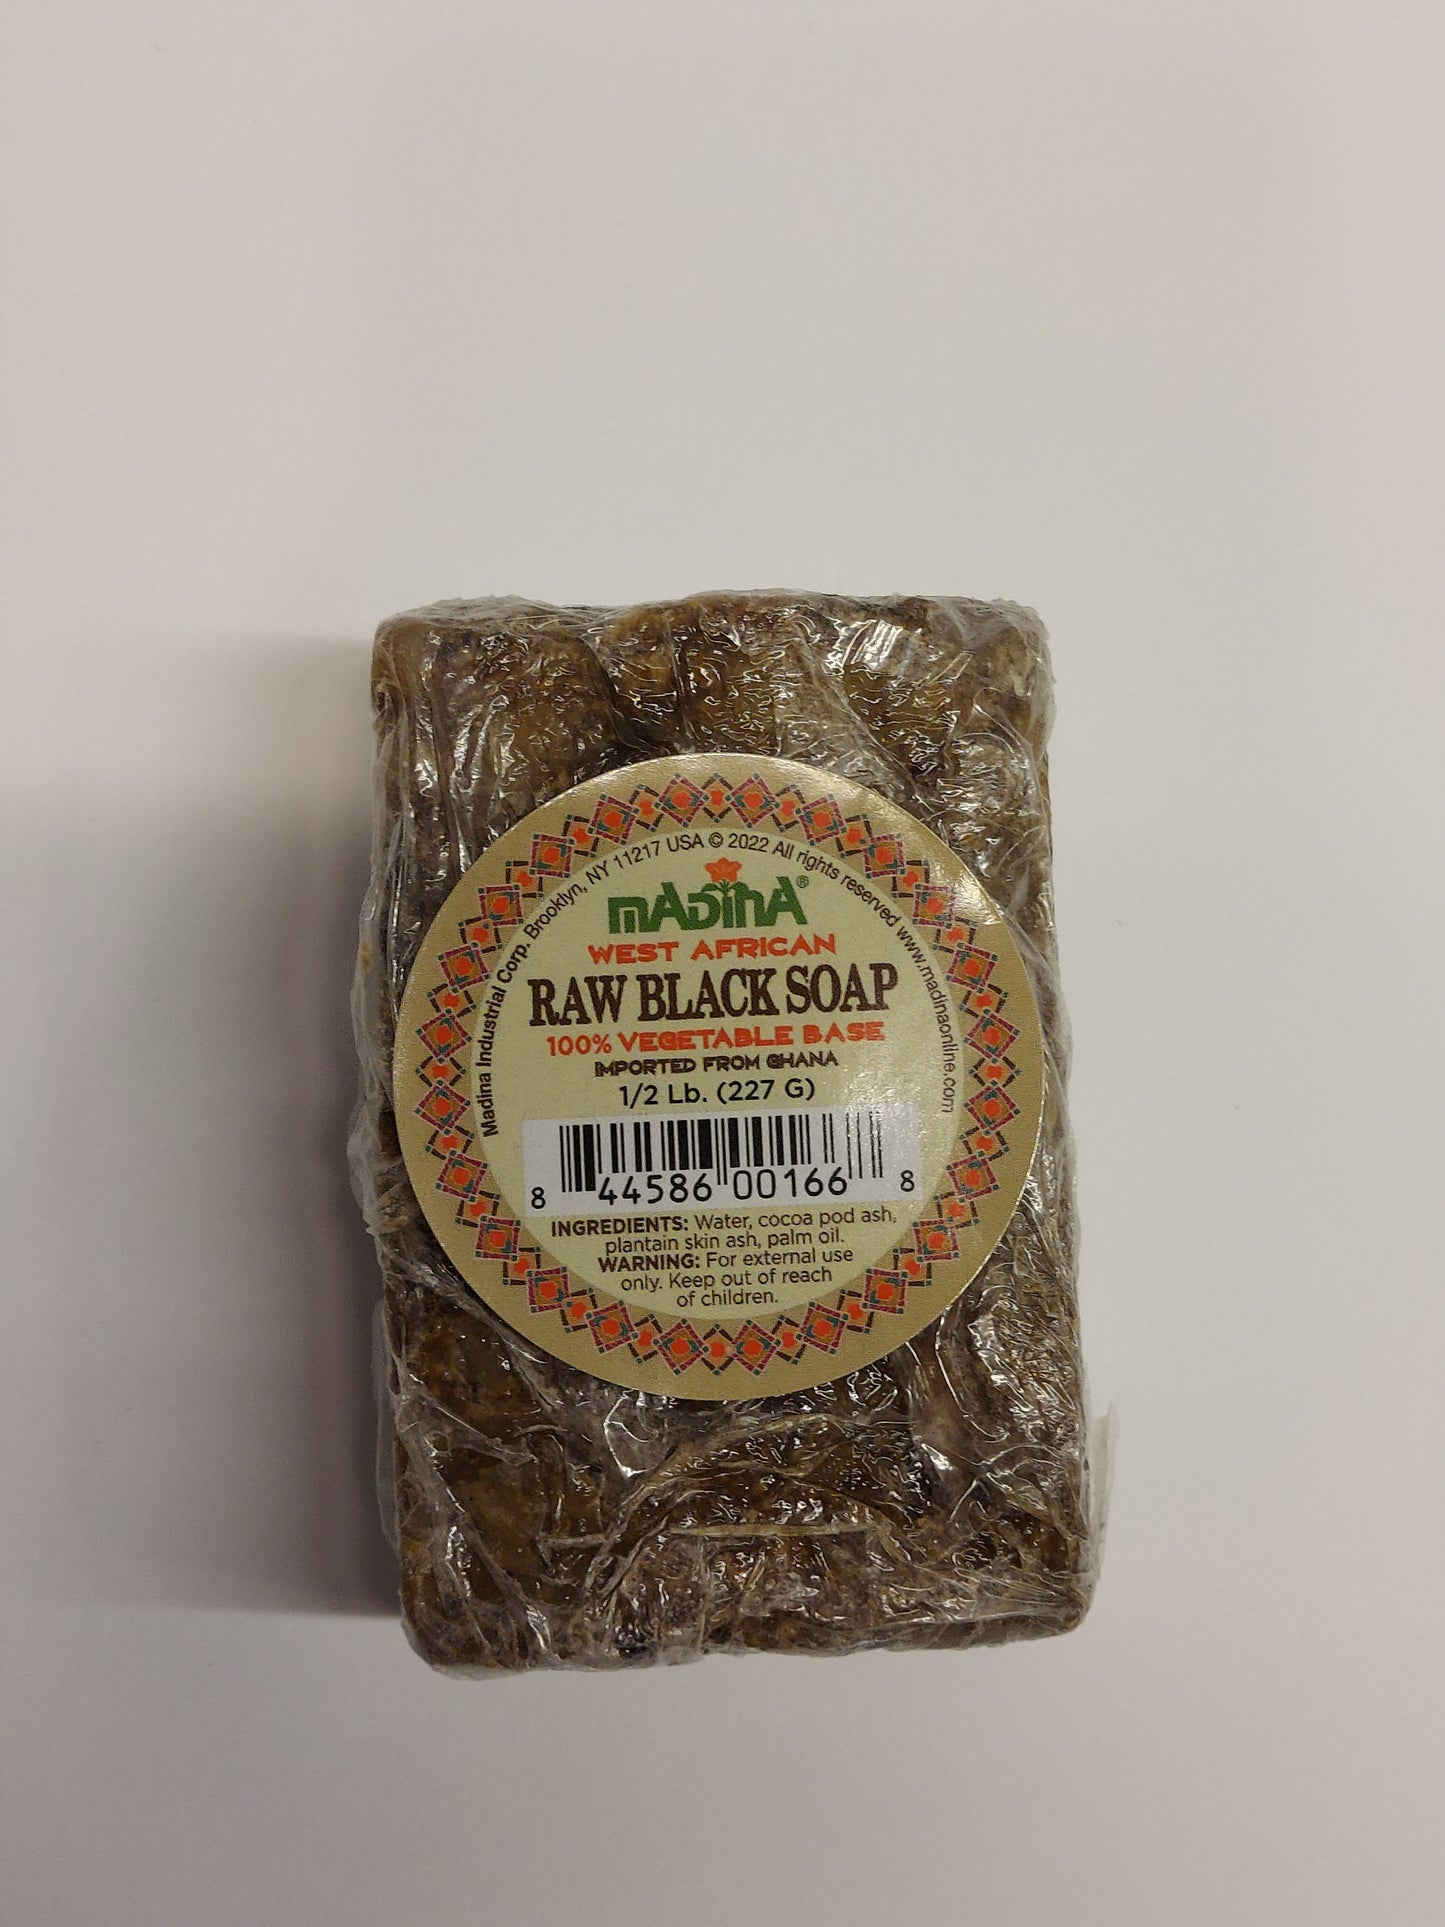 Madina Industrial Corp. Brooklyn, NY 11217 USA © 2022 All rights reserved www.madinaonline.com
MADINA®
WEST AFRICAN
RAW BLACK SOAP
100% VEGETABLE BASE
IMPORTED FROM GHANA
1/2 Lb. (227 G)
8 44586 00166 8
INGREDIENTS: Water, cocoa pod ash,
plantain skin ash, palm oil.
WARNING: For external use
only. Keep out of reach
of children.